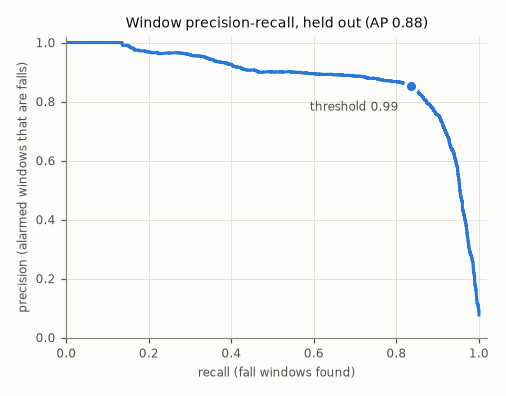 Window precision-recall, held out (AP 0.88)
1.0
0.8
0.6
0.4
0.2
0.0
precision (alarmed windows that are falls)
threshold 0.99
0.0 0.2 0.4 0.6 0.8 1.0
recall (fall windows found)